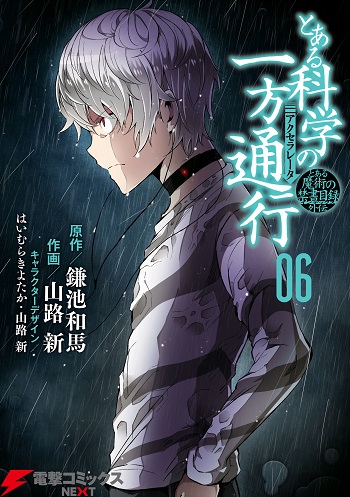 とある科学の
一方通行
アクセラレータ
とある
魔術の
禁書目録
外伝
06
原作／鎌池和馬
作画／山路 新
キャラクターデザイン／
はいむらきよたか・山路 新
電撃コミックス
NEXT